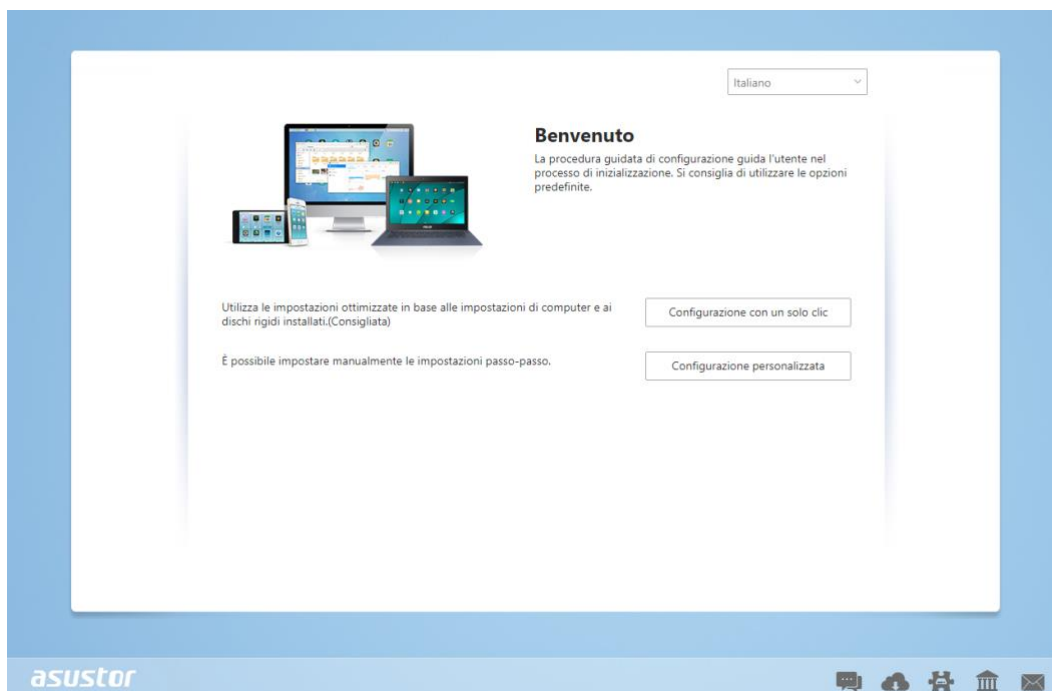 Italiano
Benvenuto
La procedura guidata di configurazione guida l'utente nel
processo di inizializzazione. Si consiglia di utilizzare le opzioni
predefinite.
Utilizza le impostazioni ottimizzate in base alle impostazioni di computer e ai
dischi rigidi installati.(Consigliata)
Configurazione con un solo clic
È possibile impostare manualmente le impostazioni passo-passo.
Configurazione personalizzata
asustor